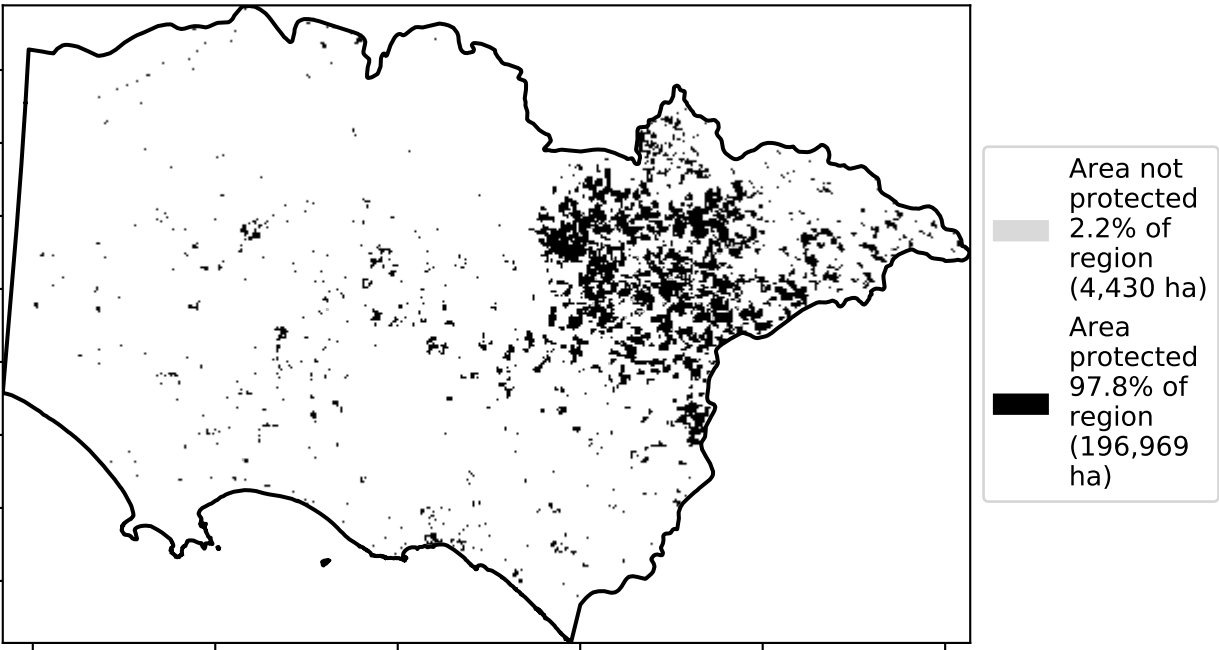 Area not
protected
2.2% of
region
(4,430 ha)
Area
protected
97.8% of
region
(196,969
ha)